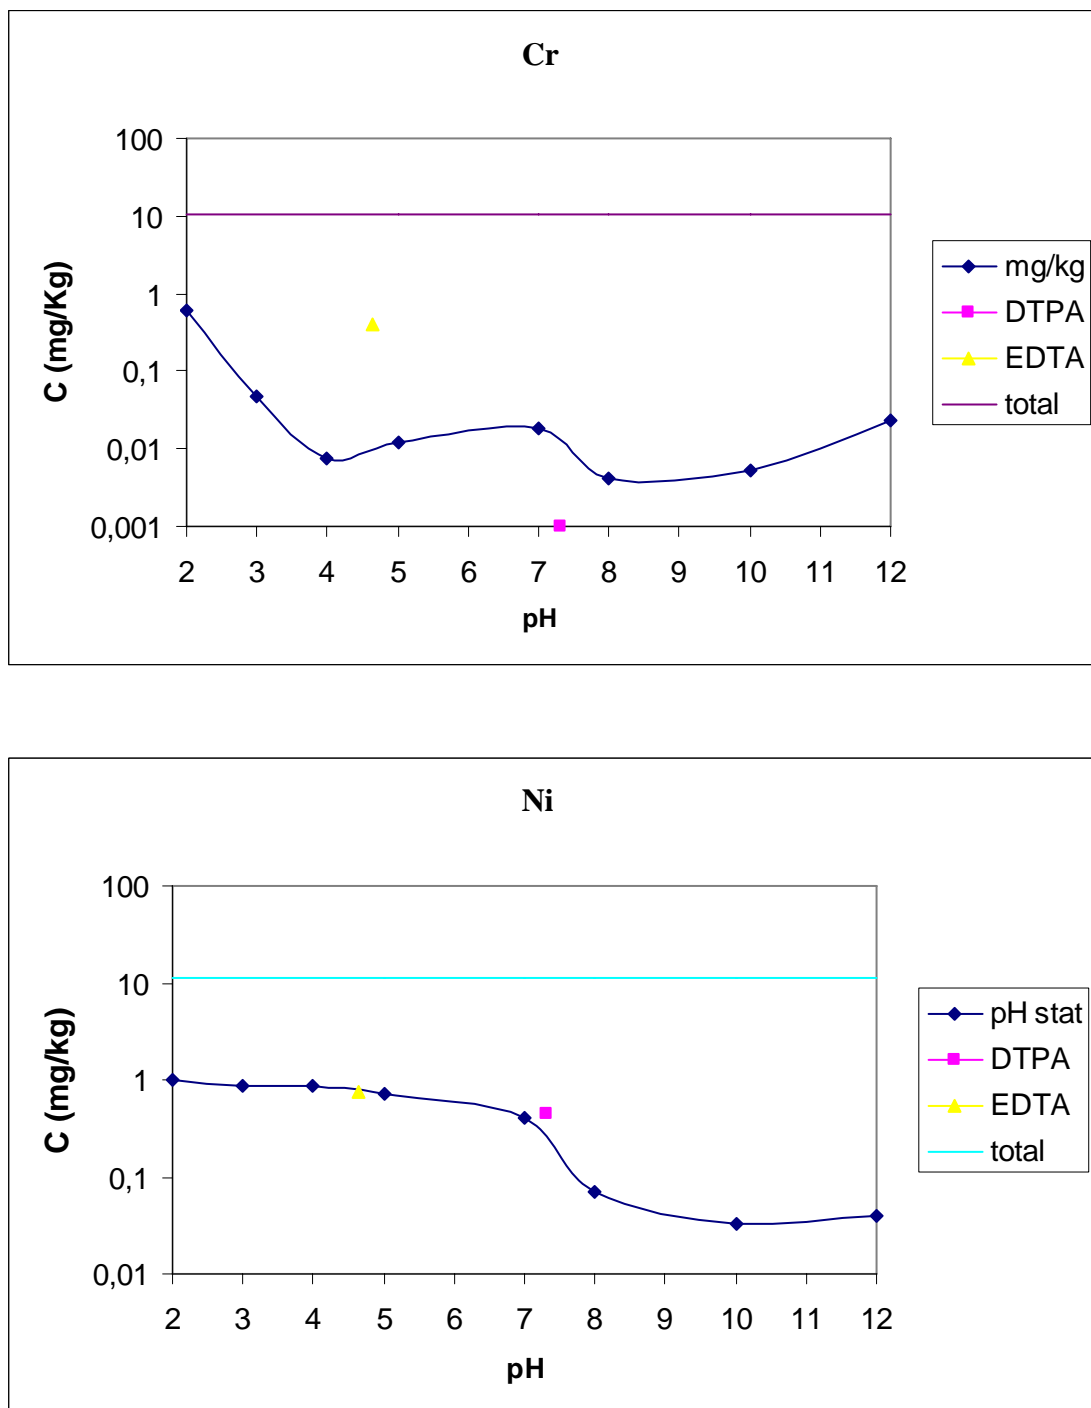 Cr
100
10
1
0,1
0,01
0,001
C (mg/Kg)
2 3 4 5 6 7 8 9 10 11 12
pH
mg/kg
DTPA
EDTA
total
Ni
100
10
1
0,1
0,01
C (mg/kg)
2 3 4 5 6 7 8 9 10 11 12
pH
pH stat
DTPA
EDTA
total